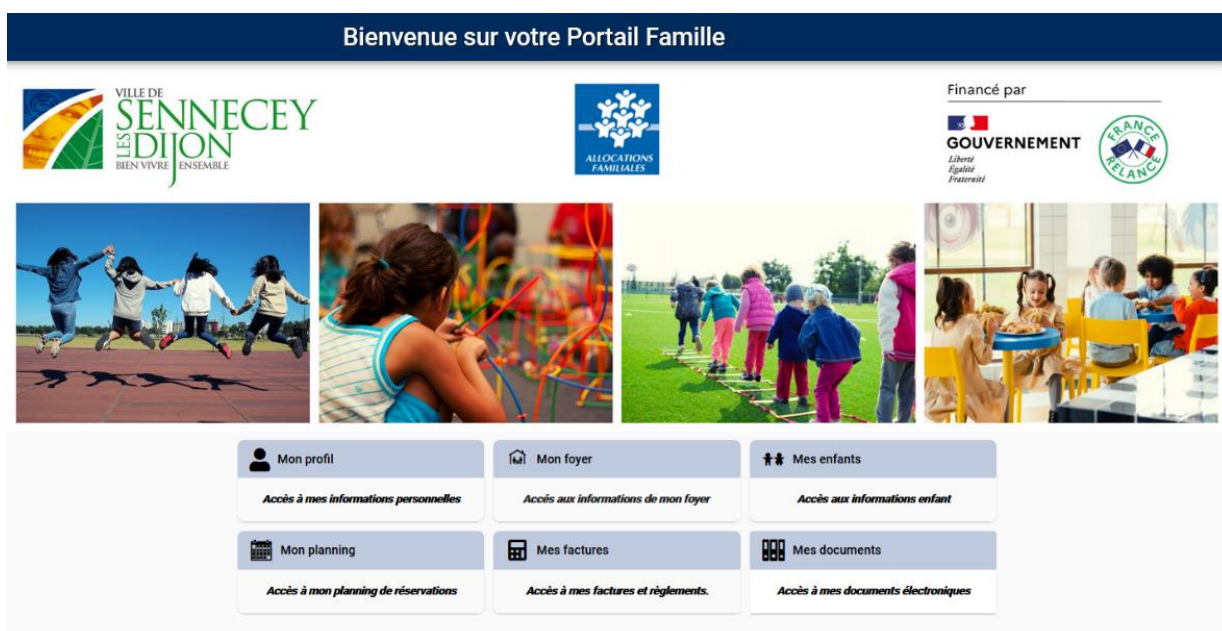 Bienvenue sur votre Portail Famille
VILLE DE
SENNECEY
LES DIJON
BIEN VIVRE ENSEMBLE
ALLOCATIONS
FAMILIALES
Financé par
GOUVERNEMENT
Liberté
Égalité
Fraternité
FRANCE
RELANCE
Mon profil
Accès à mes informations personnelles
Mon foyer
Accés aux informations de mon foyer
Mes enfants
Accès aux informations enfant
Mon planning
Accès à mon planning de réservations
Mes factures
Accès à mes factures et règlements.
Mes documents
Accès à mes documents électroniques